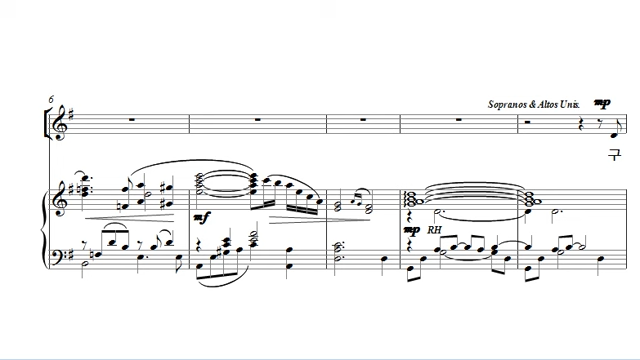 6
Sopranos & Altos Unis. mp
구
mf
mp RH